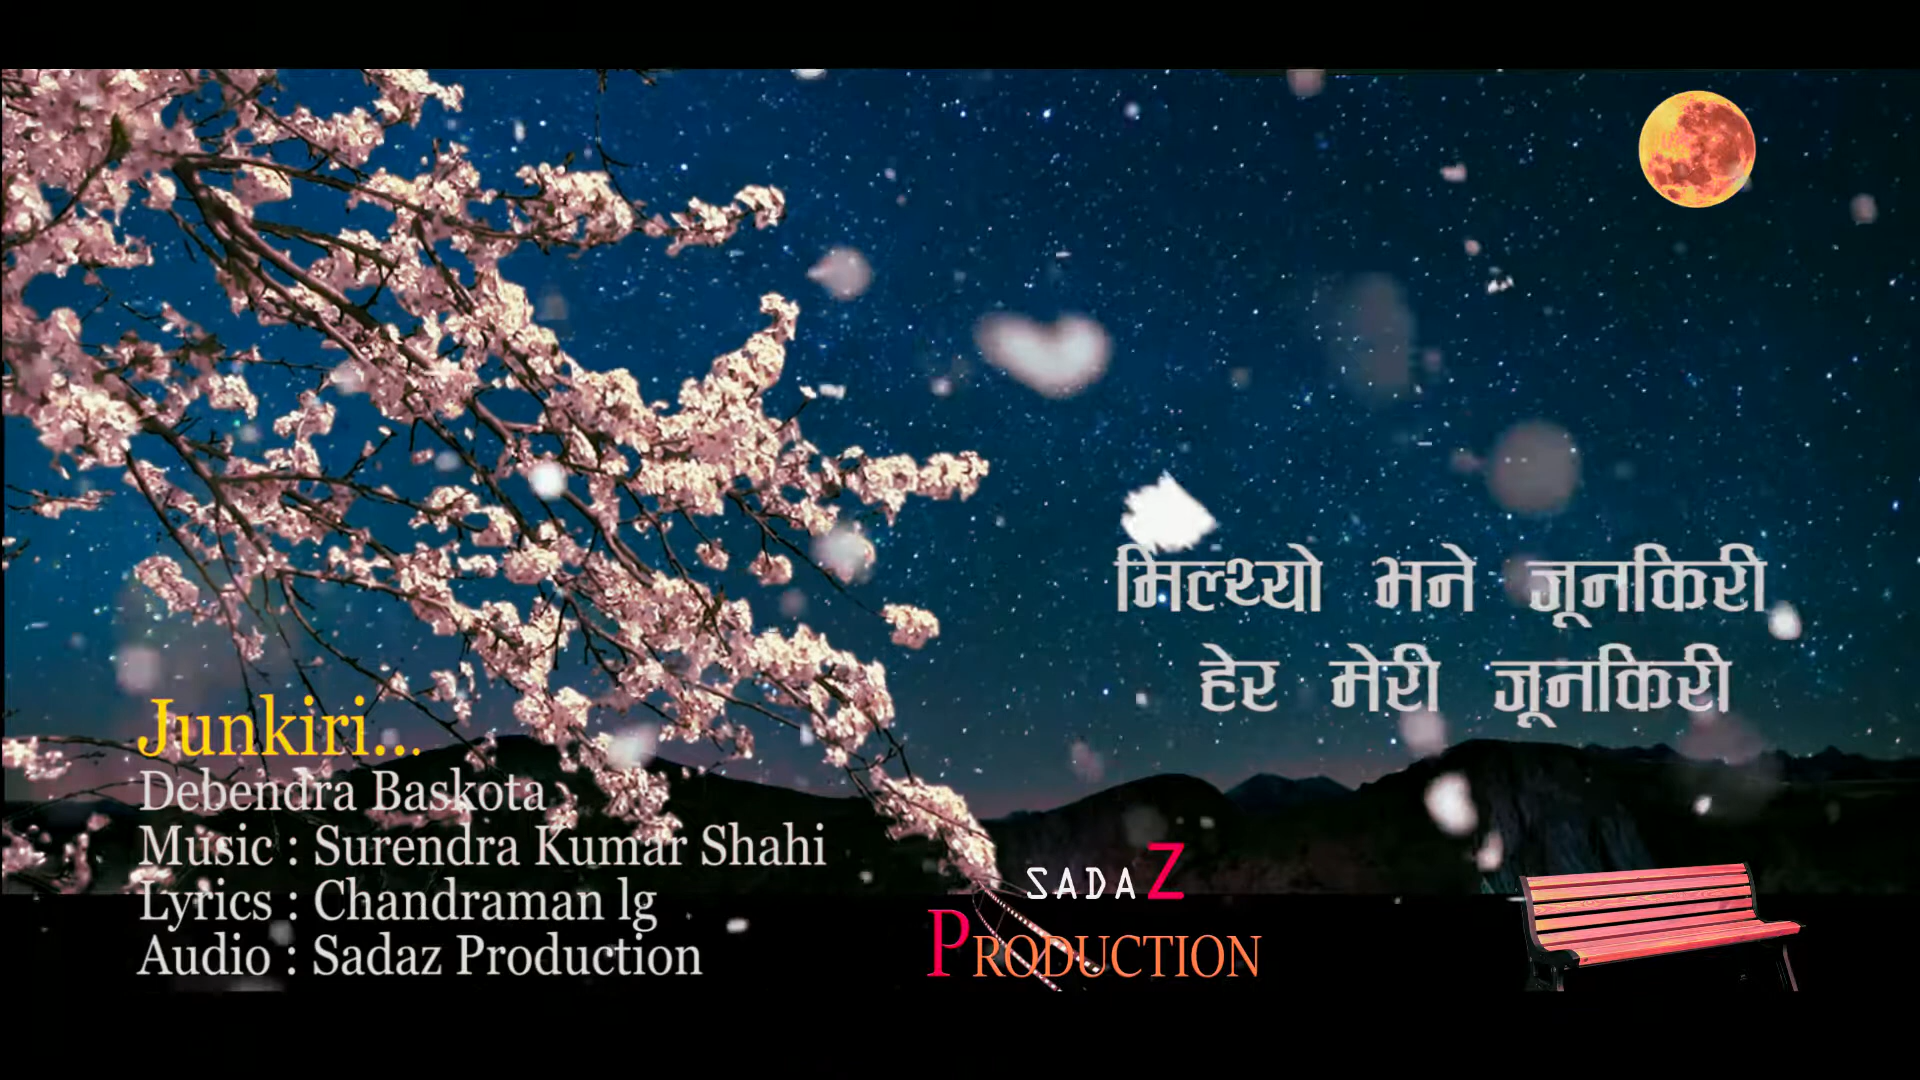 मिल्थ्यो भने जूनकिरी
हेर मेरी जूनकिरी
Junkiri...
Debendra Baskota
Music : Surendra Kumar Shahi
Lyrics : Chandraman lg
Audio : Sadaz Production
SADAZ
PRODUCTION